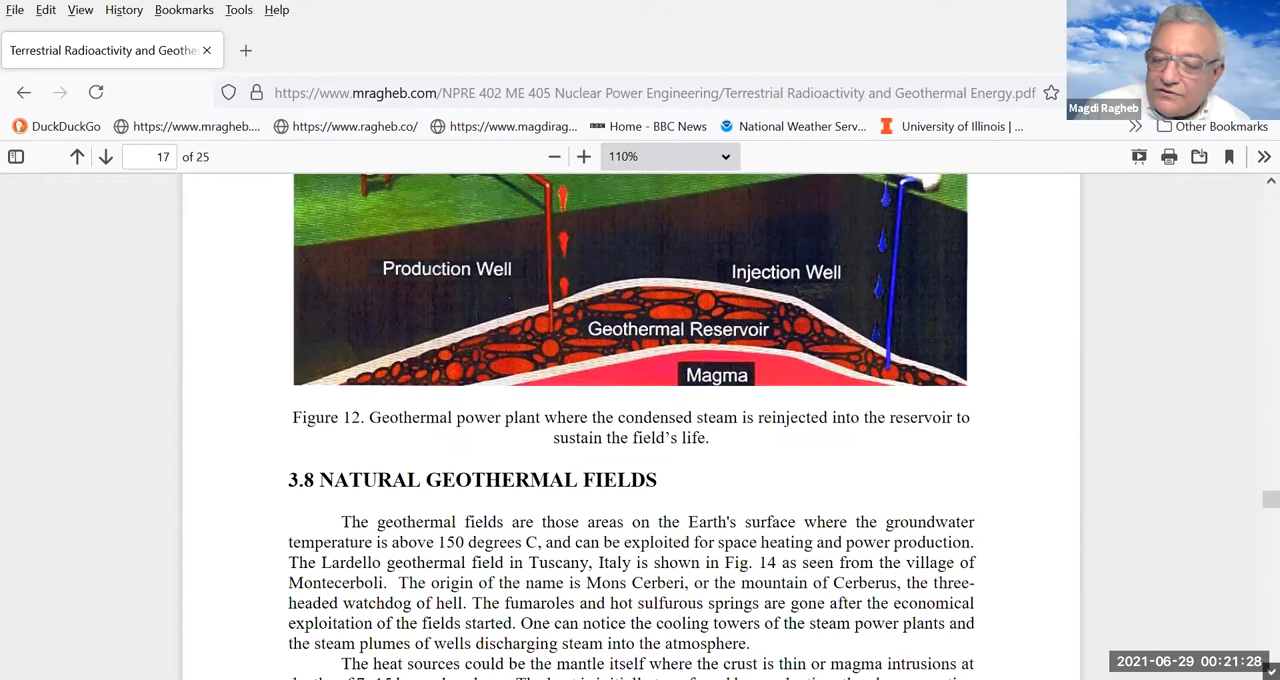 File Edit View History Bookmarks Tools Help
Terrestrial Radioactivity and Geothe
https://www.mragheb.com/NPRE 402 ME 405 Nuclear Power Engineering/Terrestrial Radioactivity and Geothermal Energy.pdf
Magdi Ragheb
DuckDuckGo https://www.mragheb.... https://www.ragheb.co/ https://www.magdirag... BBC Home - BBC News National Weather Serv... University of Illinois |... Other Bookmarks
17 of 25 110%
Production Well
Injection Well
Geothermal Reservoir
Magma
Figure 12. Geothermal power plant where the condensed steam is reinjected into the reservoir to
sustain the field's life.
3.8 NATURAL GEOTHERMAL FIELDS
The geothermal fields are those areas on the Earth's surface where the groundwater
temperature is above 150 degrees C, and can be exploited for space heating and power production.
The Lardello geothermal field in Tuscany, Italy is shown in Fig. 14 as seen from the village of
Montecerboli. The origin of the name is Mons Cerberi, or the mountain of Cerberus, the three-
headed watchdog of hell. The fumaroles and hot sulfurous springs are gone after the economical
exploitation of the fields started. One can notice the cooling towers of the steam power plants and
the steam plumes of wells discharging steam into the atmosphere.
The heat sources could be the mantle itself where the crust is thin or magma intrusions at
2021-06-29 00:21:28